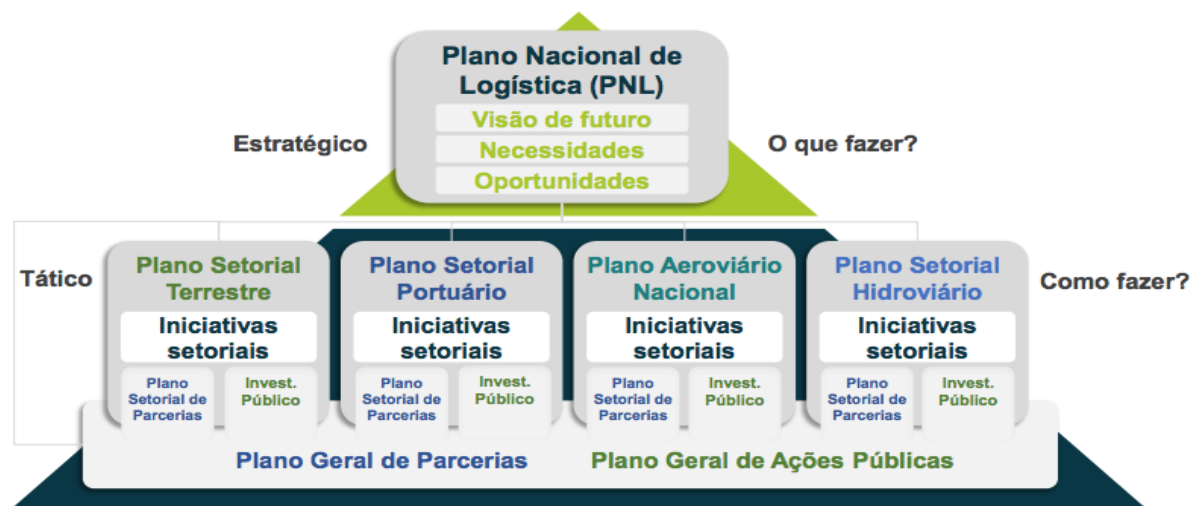 Plano Nacional de
Logística (PNL)
Visão de futuro
Necessidades
Oportunidades
Estratégico
O que fazer?
Tático
Plano Setorial
Terrestre
Iniciativas
setoriais
Plano
Setorial de
Parcerias
Invest.
Público
Plano Setorial
Portuário
Iniciativas
setoriais
Plano
Setorial de
Parcerias
Invest.
Público
Plano Aeroviário
Nacional
Iniciativas
setoriais
Plano
Setorial de
Parcerias
Invest.
Público
Plano Setorial
Hidroviário
Iniciativas
setoriais
Plano
Setorial de
Parcerias
Invest.
Público
Como fazer?
Plano Geral de Parcerias
Plano Geral de Ações Públicas